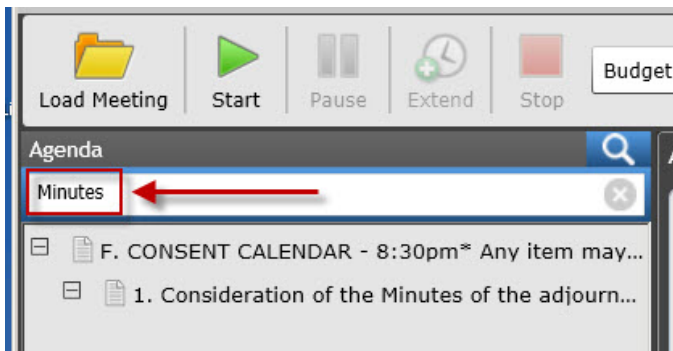 Load Meeting
Start
Pause
Extend
Stop
Budget
Agenda
Minutes
F. CONSENT CALENDAR - 8:30pm* Any item may...
1. Consideration of the Minutes of the adjourn...